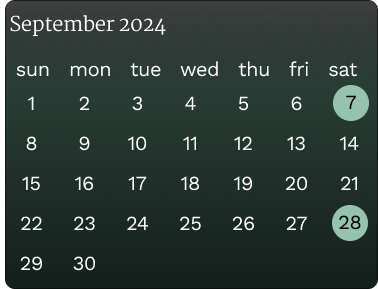 September 2024
sun mon tue wed thu fri sat
1 2 3 4 5 6 7
8 9 10 11 12 13 14
15 16 17 18 19 20 21
22 23 24 25 26 27 28
29 30